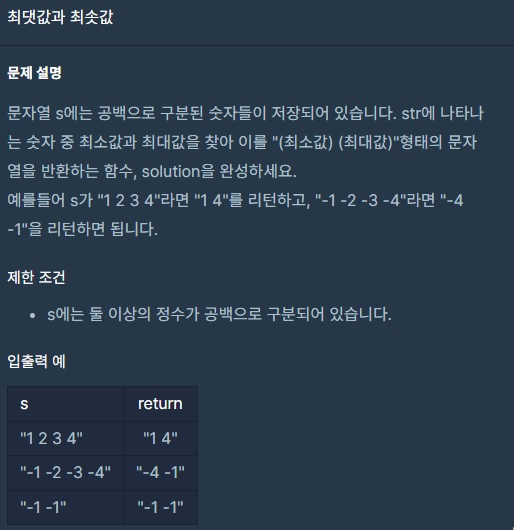 최댓값과 최솟값
문제 설명
문자열 s에는 공백으로 구분된 숫자들이 저장되어 있습니다. str에 나타나
는 숫자 중 최소값과 최대값을 찾아 이를 "(최소값) (최대값)"형태의 문자
열을 반환하는 함수, solution을 완성하세요.
예를들어 s가 "1 2 3 4"라면 "1 4"를 리턴하고, "-1 -2 -3 -4"라면 "-4
-1"을 리턴하면 됩니다.
제한 조건
• s에는 둘 이상의 정수가 공백으로 구분되어 있습니다.
입출력 예
s return
"1 2 3 4" "1 4"
"-1 -2 -3 -4" "-4 -1"
"-1 -1" "-1 -1"